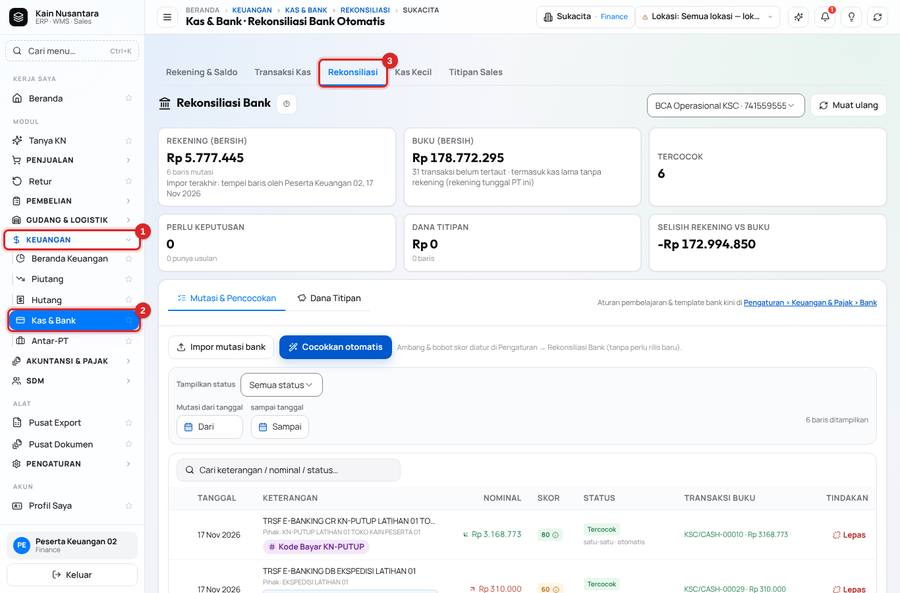 Kain Nusantara
ERP · WMS · Sales
Cari menu...
Ctrl+K
KERJA SAYA
Beranda
MODUL
Tanya KN
PENJUALAN
Retur
PEMBELIAN
GUDANG & LOGISTIK
KEUANGAN
1
Beranda Keuangan
Piutang
Hutang
Kas & Bank
2
Antar-PT
AKUNTANSI & PAJAK
SDM
ALAT
Pusat Export
Pusat Dokumen
PENGATURAN
AKUN
Profil Saya
PE
Peserta Keuangan 02
Finance
Keluar
BERANDA › KEUANGAN › KAS & BANK › REKONSILIASI › SUKACITA
Kas & Bank · Rekonsiliasi Bank Otomatis
Sukacita · Finance
Lokasi: Semua lokasi — lok...
1
Rekening & Saldo
Transaksi Kas
Rekonsiliasi
3
Kas Kecil
Titipan Sales
Rekonsiliasi Bank
BCA Operasional KSC · 741559555
Muat ulang
REKENING (BERSIH)
Rp 5.777.445
6 baris mutasi
Impor terakhir: tempel baris oleh Peserta Keuangan 02, 17
Nov 2026
BUKU (BERSIH)
Rp 178.772.295
31 transaksi belum tertaut · termasuk kas lama tanpa
rekening (rekening tunggal PT ini)
TERCOCOK
6
PERLU KEPUTUSAN
0
0 punya usulan
DANA TITIPAN
Rp 0
0 baris
SELISIH REKENING VS BUKU
-Rp 172.994.850
Mutasi & Pencocokan
Dana Titipan
Aturan pembelajaran & template bank kini di Pengaturan › Keuangan & Pajak › Bank
Impor mutasi bank
Cocokkan otomatis
Ambang & bobot skor diatur di Pengaturan → Rekonsiliasi Bank (tanpa perlu rilis baru).
Tampilkan status
Semua status
Mutasi dari tanggal
sampai tanggal
Dari
Sampai
6 baris ditampilkan
Cari keterangan / nominal / status...
TANGGAL
KETERANGAN
NOMINAL
SKOR
STATUS
TRANSAKSI BUKU
TINDAKAN
17 Nov 2026
TRSF E-BANKING CR KN-PUTUP LATIHAN 01 TO...
Pihak: KN-PUTUP LATIHAN 01 TOKO KAIN PESERTA 01
Kode Bayar KN-PUTUP
Rp 3.168.773
80
Tercocok
satu-satu · otomatis
KSC/CASH-00010 · Rp 3.168.773
Lepas
17 Nov 2026
TRSF E-BANKING DB EKSPEDISI LATIHAN 01
Pihak: EKSPEDISI LATIHAN 01
Rp 310.000
60
Tercocok
KSC/CASH-00029 · Rp 310.000
Lepas